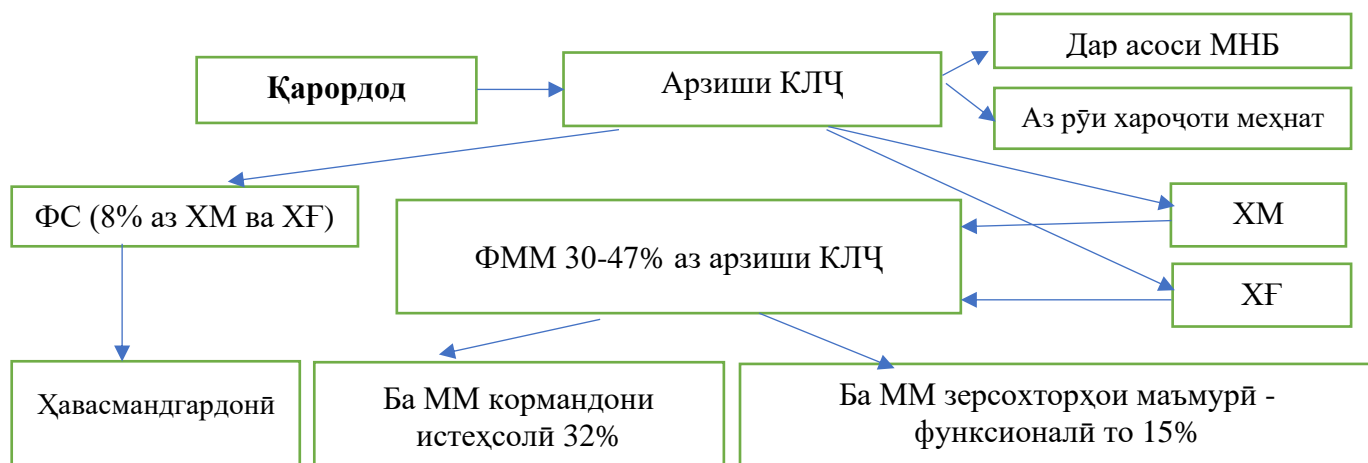 Дар асоси МНБ
Қарордод
Арзиши КЛҶ
Аз рӯи хароҷоти меҳнат
ФС (8% аз ХМ ва ХҒ)
ХМ
ФММ 30-47% аз арзиши КЛҶ
ХҒ
Ҳавасмандгардонӣ
Ба ММ кормандони
истеҳсолӣ 32%
Ба ММ зерсохторҳои маъмурӣ -
функсионалӣ то 15%